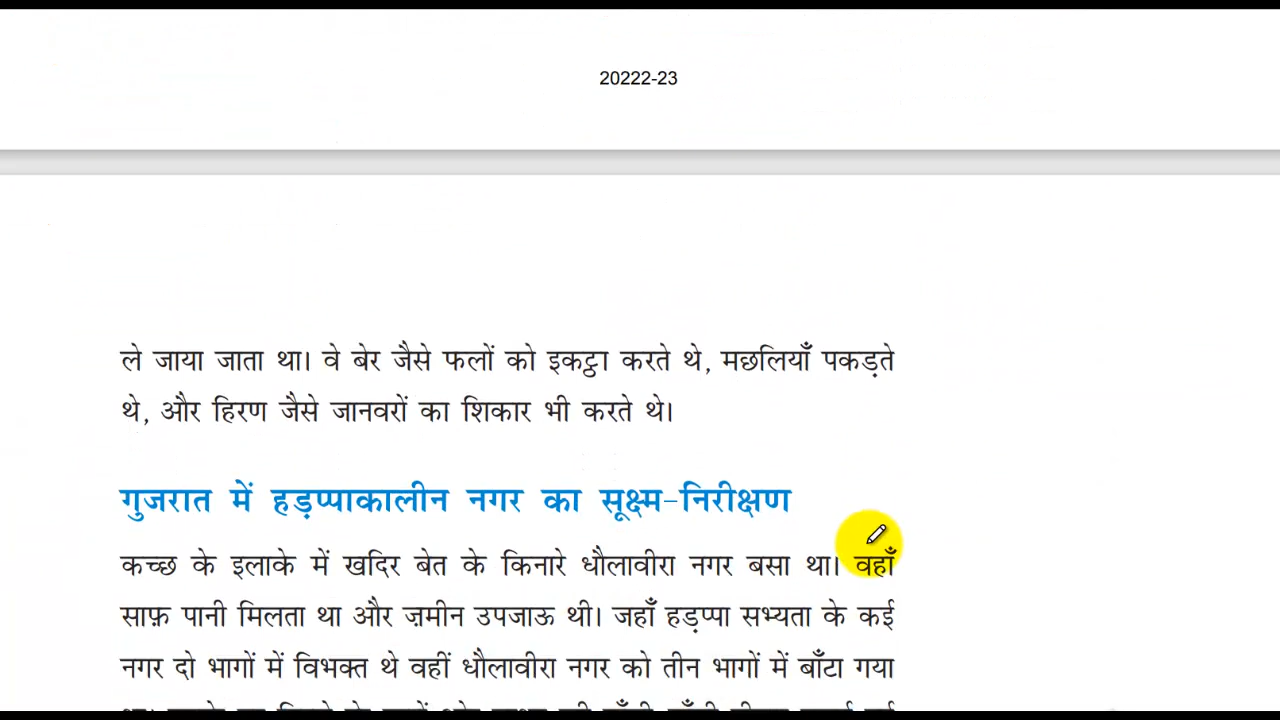 20222-23
ले जाया जाता था। वे बेर जैसे फलों को इकट्ठा करते थे, मछलियाँ पकड़ते
थे, और हिरण जैसे जानवरों का शिकार भी करते थे।
गुजरात में हड़प्पाकालीन नगर का सूक्ष्म-निरीक्षण
कच्छ के इलाके में खदिर बेत के किनारे धौलावीरा नगर बसा था। वहाँ
साफ़ पानी मिलता था और ज़मीन उपजाऊ थी। जहाँ हड़प्पा सभ्यता के कई
नगर दो भागों में विभक्त थे वहीं धौलावीरा नगर को तीन भागों में बाँटा गया